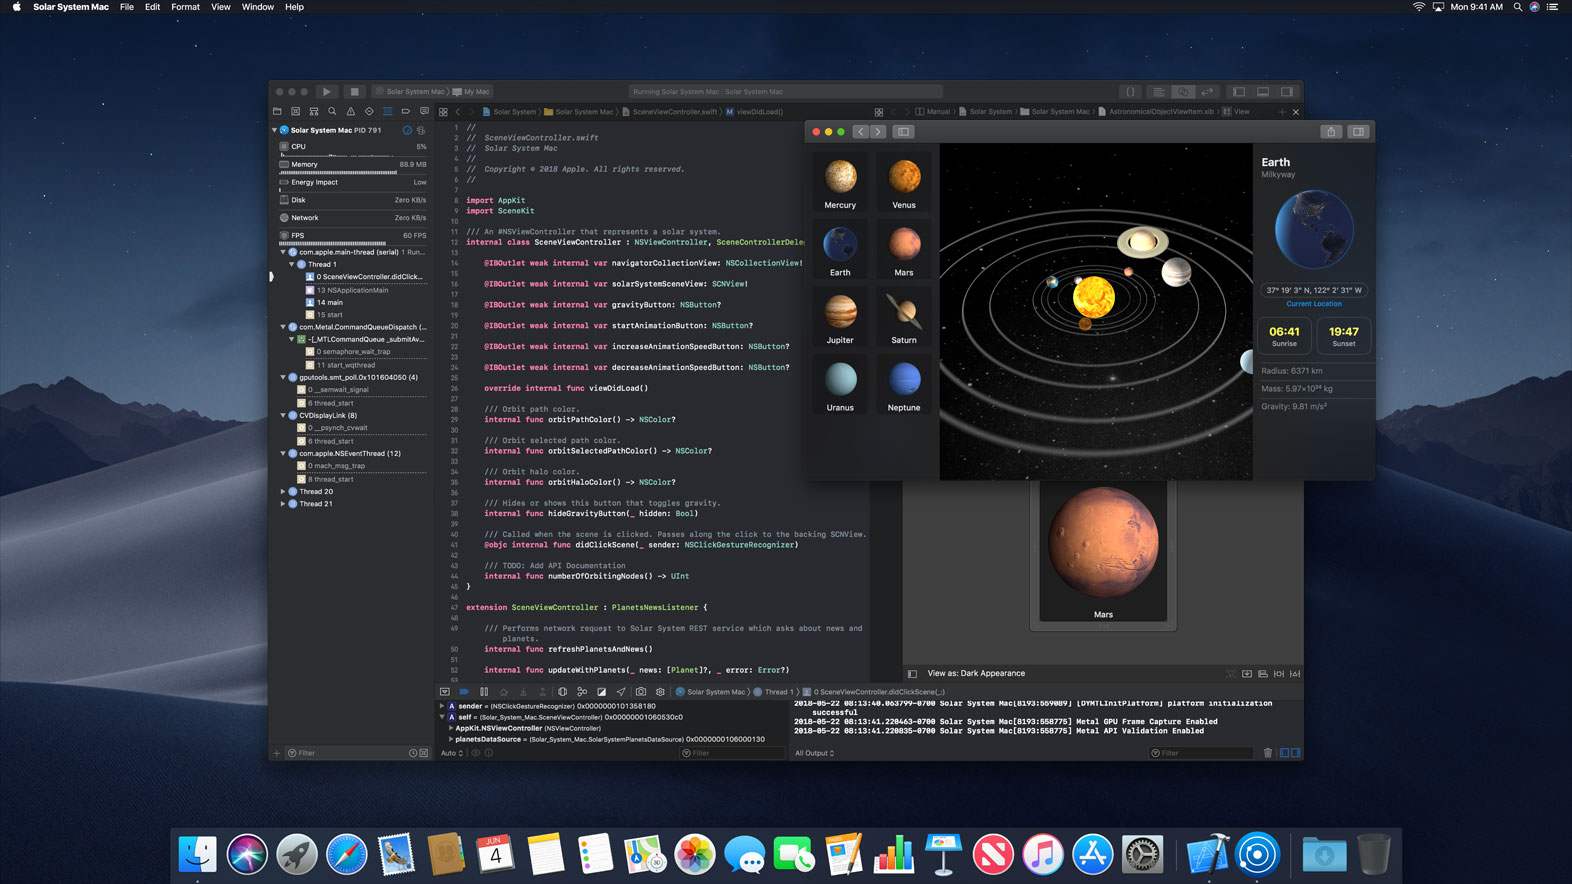 Solar System Mac File Edit Format View Window Help
Mon 9:41 AM
Solar System Mac My Mac
Running Solar System Mac : Solar System Mac
Solar System Solar System Mac SceneViewController.swift M viewDidLoad()
Manual Solar System Solar System Mac AstronomicalObjectViewItem.xib View
Solar System Mac PID 791
CPU 5%
Memory 88.9 MB
Energy Impact Low
Disk Zero KB/s
Network Zero KB/s
FPS 60 FPS
com.apple.main-thread (serial) 1 Run...
Thread 1
0 SceneViewController.didClick...
13 NSApplicationMain
14 main
15 start
com.Metal.CommandQueueDispatch (...
-[_MTLCommandQueue _submitAv...
0 semaphore_wait_trap
11 start_wqthread
gputools.smt_poll.0x101604050 (4)
0 __semwait_signal
6 thread_start
CVDisplayLink (8)
0 __psynch_cvwait
6 thread_start
com.apple.NSEventThread (12)
0 mach_msg_trap
8 thread_start
Thread 20
Thread 21
Filter
1 //
2 // SceneViewController.swift
3 // Solar System Mac
4 //
5 // Copyright © 2018 Apple. All rights reserved.
6 //
7
8 import AppKit
9 import SceneKit
10
11 /// An #NSViewController that represents a solar system.
12 internal class SceneViewController : NSViewController, SceneControllerDele
13
14 @IBOutlet weak internal var navigatorCollectionView: NSCollectionView!
15
16 @IBOutlet weak internal var solarSystemSceneView: SCNView!
17
18 @IBOutlet weak internal var gravityButton: NSButton?
19
20 @IBOutlet weak internal var startAnimationButton: NSButton?
21
22 @IBOutlet weak internal var increaseAnimationSpeedButton: NSButton?
23
24 @IBOutlet weak internal var decreaseAnimationSpeedButton: NSButton?
25
26 override internal func viewDidLoad()
27
28 /// Orbit path color.
29 internal func orbitPathColor() -> NSColor?
30
31 /// Orbit selected path color.
32 internal func orbitSelectedPathColor() -> NSColor?
33
34 /// Orbit halo color.
35 internal func orbitHaloColor() -> NSColor?
36
37 /// Hides or shows this button that toggles gravity.
38 internal func hideGravityButton(_ hidden: Bool)
39
40 /// Called when the scene is clicked. Passes along the click to the backing SCNView.
41 @objc internal func didClickScene(_ sender: NSClickGestureRecognizer)
42
43 /// TODO: Add API Documentation
44 internal func numberOfOrbitingNodes() -> UInt
45 }
46
47 extension SceneViewController : PlanetsNewsListener {
48
49 /// Performs network request to Solar System REST service which asks about news and
planets.
50 internal func refreshPlanetsAndNews()
51
52 internal func updateWithPlanets(_ news: [Planet]?, _ error: Error?)
53
Mercury Venus
Earth Mars
Jupiter Saturn
Uranus Neptune
Earth
Milkyway
37° 19' 3" N, 122° 2' 31" W
Current Location
06:41 19:47
Sunrise Sunset
Radius: 6371 km
Mass: 5.97×10²⁴ kg
Gravity: 9.81 m/s²
Mars
View as: Dark Appearance
Solar System Mac Thread 1 0 SceneViewController.didClickScene(_:)
A sender = (NSClickGestureRecognizer) 0x0000000101358180
A self = (Solar_System_Mac.SceneViewController) 0x00000001060530c0
AppKit.NSViewController (NSViewController)
planetsDataSource = (Solar_System_Mac.SolarSystemPlanetsDataSource) 0x0000000106000130
Auto Filter
2018-05-22 08:13:40.063799-0700 Solar System Mac[8193:559089] [DYMTLInitPlatform] platform initialization
successful
2018-05-22 08:13:41.220463-0700 Solar System Mac[8193:558775] Metal GPU Frame Capture Enabled
2018-05-22 08:13:41.220835-0700 Solar System Mac[8193:558775] Metal API Validation Enabled
All Output Filter
JUN
4